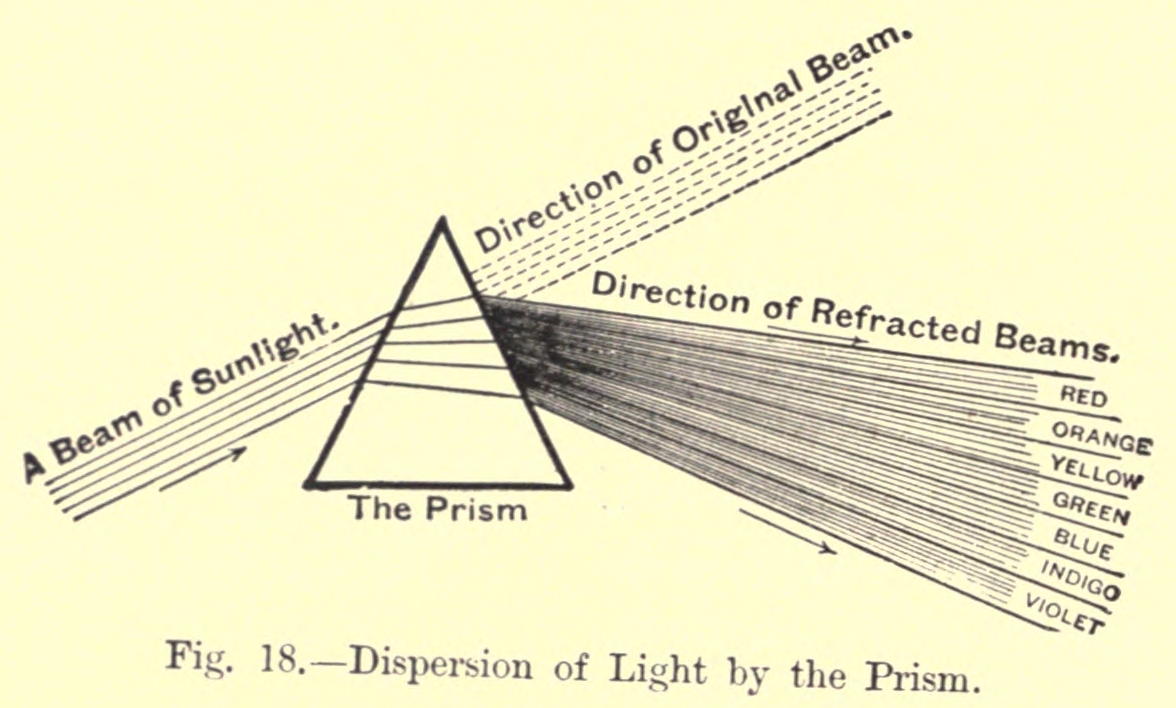 Direction of Original Beam.
Direction of Refracted Beams.
A Beam of Sunlight.
RED
ORANGE
YELLOW
GREEN
BLUE
INDIGO
VIOLET
The Prism
Fig. 18.—Dispersion of Light by the Prism.